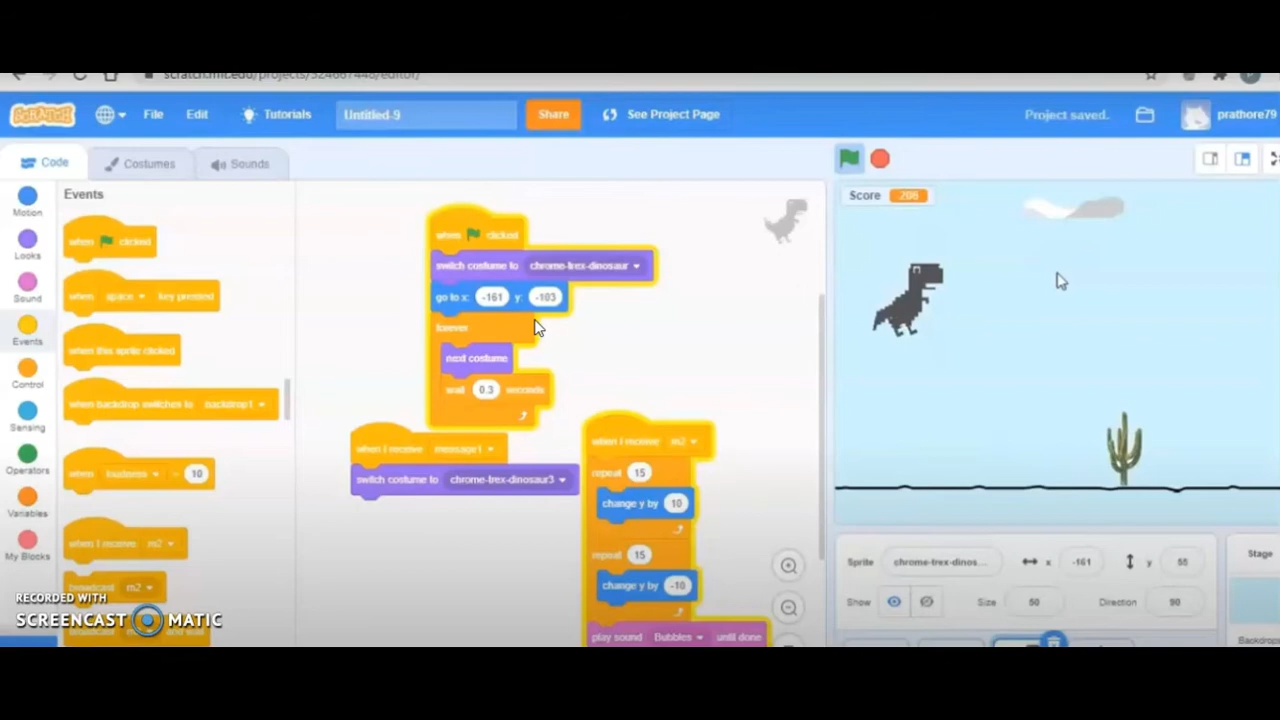 scratch.mit.edu/projects/524667448/editor/
SCRATCH
File Edit Tutorials Untitled-9 Share See Project Page Project saved. prathore79
Code Costumes Sounds
Motion
Looks
Sound
Events
Control
Sensing
Operators
Variables
My Blocks
Events
when clicked
when space key pressed
when this sprite clicked
when backdrop switches to backdrop1
when loudness > 10
when I receive m2
broadcast m2
when clicked
switch costume to chrome-trex-dinosaur
go to x: -161 y: -103
forever
next costume
wait 0.3 seconds
when I receive message1
switch costume to chrome-trex-dinosaur3
when I receive m2
repeat 15
change y by 10
repeat 15
change y by -10
play sound Bubbles until done
Score 206
Sprite chrome-trex-dinos... x -161 y 55
Show Size 50 Direction 90
Stage
RECORDED WITH
SCREENCAST MATIC